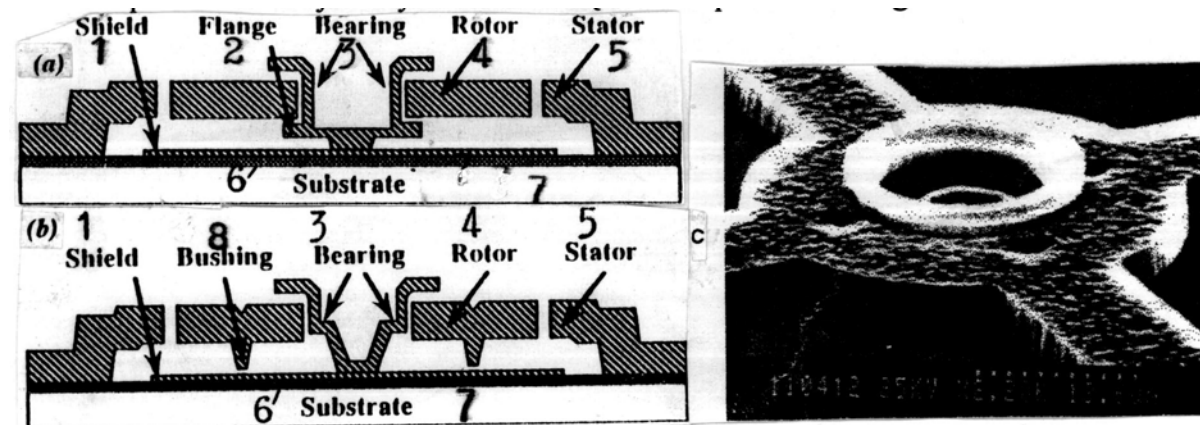 Shield Flange Bearing Rotor Stator
(a) 1 2 3 4 5
6' Substrate 7
(b) 1 8 3 4 5
Shield Bushing Bearing Rotor Stator
6' Substrate 7
C